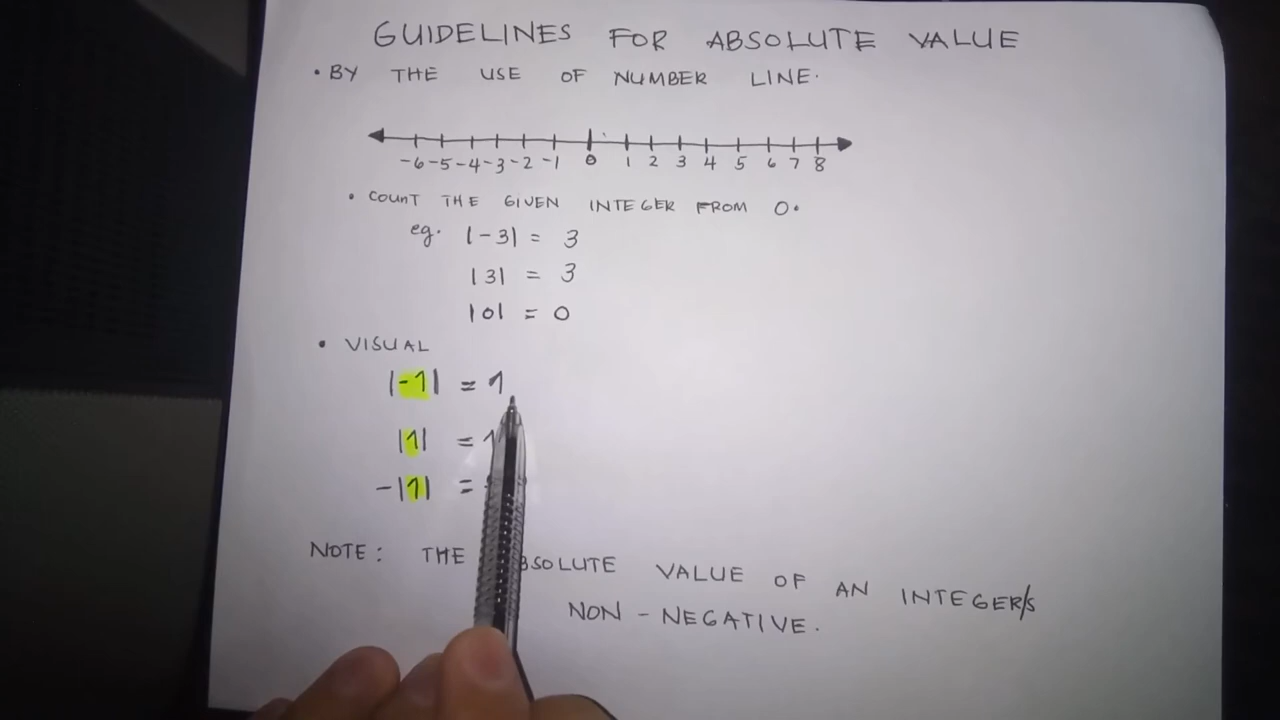 GUIDELINES FOR ABSOLUTE VALUE
• BY THE USE OF NUMBER LINE.
-6 -5 -4 -3 -2 -1 0 1 2 3 4 5 6 7 8
• COUNT THE GIVEN INTEGER FROM 0.
eg. |-3| = 3
|3| = 3
|0| = 0
• VISUAL
|-1| = 1
|1| = 1
-|1| =
NOTE: THE ABSOLUTE VALUE OF AN INTEGER/S
NON-NEGATIVE.